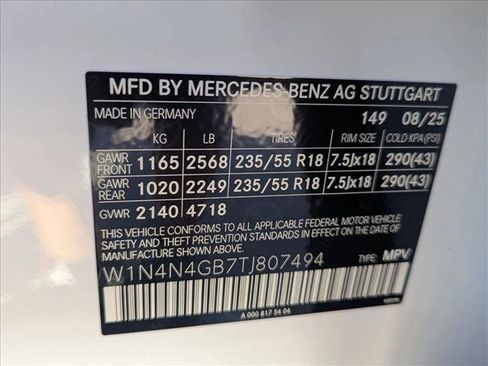 MFD BY MERCEDES-BENZ AG STUTTGART
MADE IN GERMANY 149 08/25
KG LB TIRES RIM SIZE COLD KPA(PSI)
GAWR FRONT 1165 2568 235/55 R18 7.5Jx18 290(43)
GAWR REAR 1020 2249 235/55 R18 7.5Jx18 290(43)
GVWR 2140 4718
THIS VEHICLE CONFORMS TO ALL APPLICABLE FEDERAL MOTOR VEHICLE
SAFETY AND THEFT PREVENTION STANDARDS IN EFFECT ON THE DATE OF
MANUFACTURE SHOWN ABOVE.
W1N4N4GB7TJ807494 TYPE: MPV
A 000 817 54 04